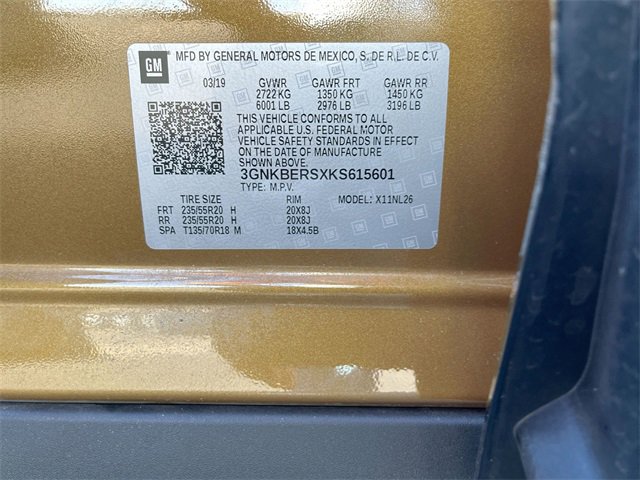 GM
MFD BY GENERAL MOTORS DE MEXICO, S. DE R.L. DE C.V.
03/19 GVWR GAWR FRT GAWR RR
2722 KG 1350 KG 1450 KG
6001 LB 2976 LB 3196 LB
THIS VEHICLE CONFORMS TO ALL
APPLICABLE U.S. FEDERAL MOTOR
VEHICLE SAFETY STANDARDS IN EFFECT
ON THE DATE OF MANUFACTURE
SHOWN ABOVE.
3GNKBERSXKS615601
TYPE: M.P.V.
TIRE SIZE RIM MODEL: X11NL26
FRT 235/55R20 H 20X8J
RR 235/55R20 H 20X8J
SPA T135/70R18 M 18X4.5B